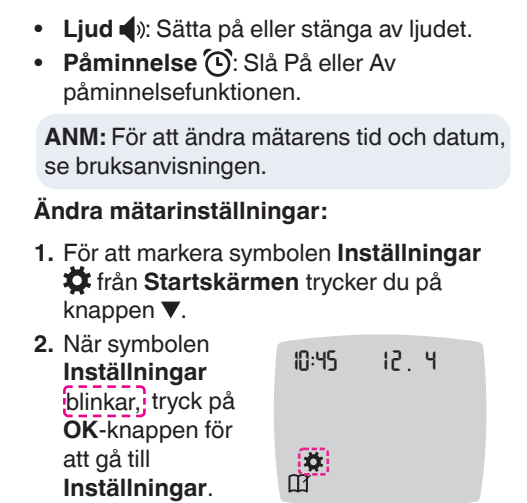 • Ljud 🔊: Sätta på eller stänga av ljudet.
• Påminnelse ⏰: Slå På eller Av
påminnelsefunktionen.
ANM: För att ändra mätarens tid och datum,
se bruksanvisningen.
Ändra mätarinställningar:
1. För att markera symbolen Inställningar
⚙ från Startskärmen trycker du på
knappen ▼.
2. När symbolen
Inställningar
blinkar, tryck på
OK-knappen för
att gå till
Inställningar.
10:45 12. 4